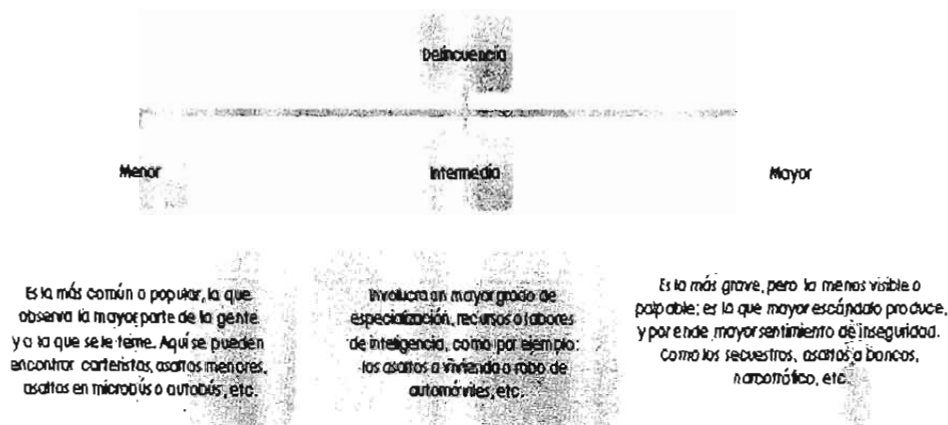 Delincuencia
Menor
Intermedia
Mayor
Es la más común o popular, la que
observa la mayor parte de la gente
y a la que se le teme. Aquí se pueden
encontrar carteristas, asaltos menores,
asaltos en microbús o autobús, etc.
Involucra un mayor grado de
especialización, recursos o labores
de inteligencia, como por ejemplo:
los asaltos a vivienda o robo de
automóviles, etc.
Es la más grave, pero la menos visible o
palpable; es la que mayor escándalo produce,
y por ende mayor sentimiento de inseguridad.
Como los secuestros, asaltos a bancos,
narcotráfico, etc.